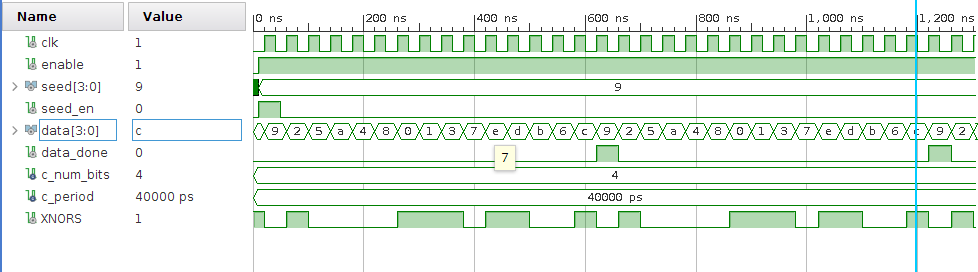 Name Value 0 ns 200 ns 400 ns 600 ns 800 ns 1,000 ns 1,200 ns
clk 1
enable 1
seed[3:0] 9 9
seed_en 0
data[3:0] c 9 2 5 a 4 8 0 1 3 7 e d b 6 c 9 2 5 a 4 8 0 1 3 7 e d b 6 c 9 2
data_done 0 7
c_num_bits 4 4
c_period 40000 ps 40000 ps
XNORS 1